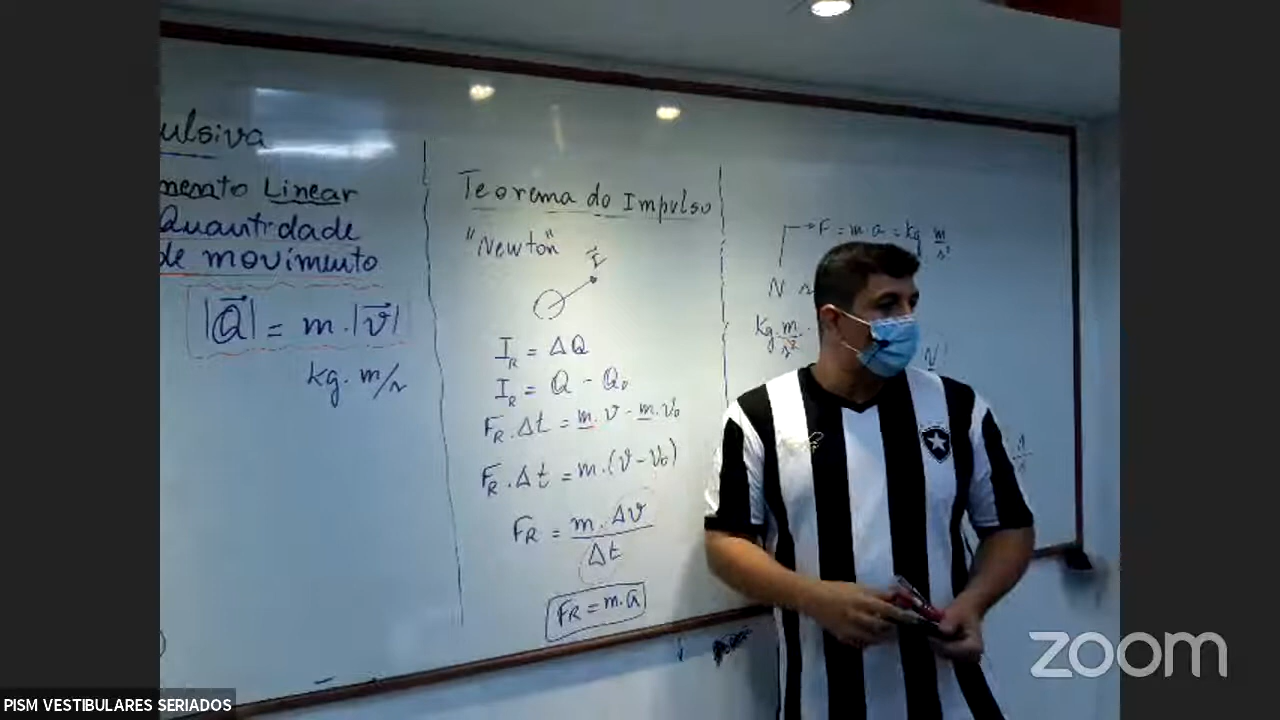 ulsiva
mento Linear
Quantidade
de movimento
|Q⃗| = m.|v⃗|
kg.m/s
Teorema do Impulso
"Newton"
I_R = ΔQ
I_R = Q - Q₀
F_R.Δt = m.v - m.v₀
F_R.Δt = m.(v - v₀)
F_R = m.Δv / Δt
F_R = m.a
F = m.a = kg m/s²
N s
kg.m/s² .
zoom
PISM VESTIBULARES SERIADOS